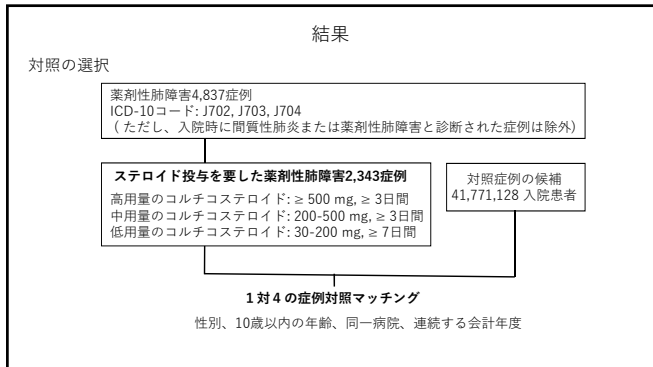 結果
対照の選択
薬剤性肺障害4,837症例
ICD-10コード: J702, J703, J704
( ただし、入院時に間質性肺炎または薬剤性肺障害と診断された症例は除外)
ステロイド投与を要した薬剤性肺障害2,343症例
高用量のコルチコステロイド: ≥ 500 mg, ≥ 3日間
中用量のコルチコステロイド: 200-500 mg, ≥ 3日間
低用量のコルチコステロイド: 30-200 mg, ≥ 7日間
対照症例の候補
41,771,128 入院患者
1 対 4 の症例対照マッチング
性別、10歳以内の年齢、同一病院、連続する会計年度